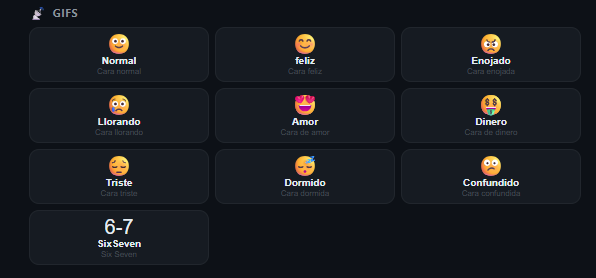 GIFS
Normal
Cara normal
feliz
Cara feliz
Enojado
Cara enojada
Llorando
Cara llorando
Amor
Cara de amor
Dinero
Cara de dinero
Triste
Cara triste
Dormido
Cara dormido
Confundido
Cara confundida
6-7
SixSeven
Six Seven